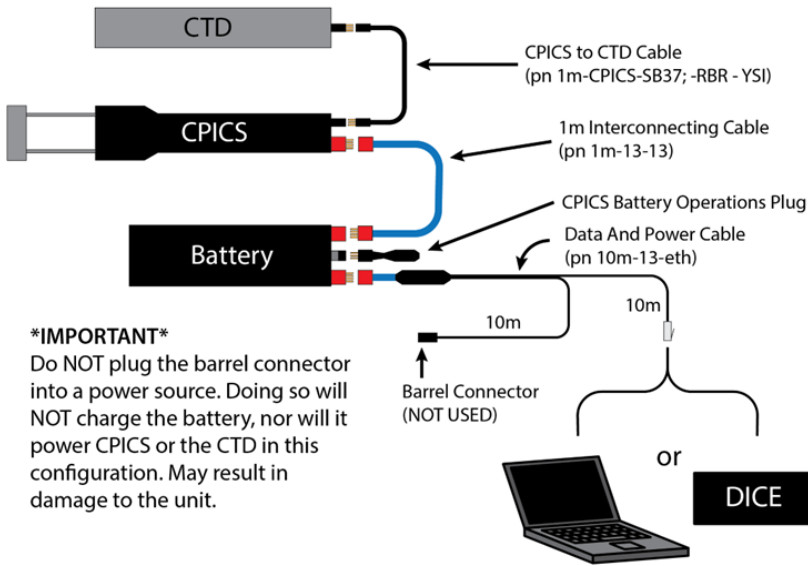 CTD
CPICS to CTD Cable
(pn 1m-CPICS-SB37; -RBR - YSI)
CPICS
1m Interconnecting Cable
(pn 1m-13-13)
CPICS Battery Operations Plug
Battery
Data And Power Cable
(pn 10m-13-eth)
10m
10m
*IMPORTANT*
Do NOT plug the barrel connector
into a power source. Doing so will
NOT charge the battery, nor will it
power CPICS or the CTD in this
configuration. May result in
damage to the unit.
Barrel Connector
(NOT USED)
or
DICE